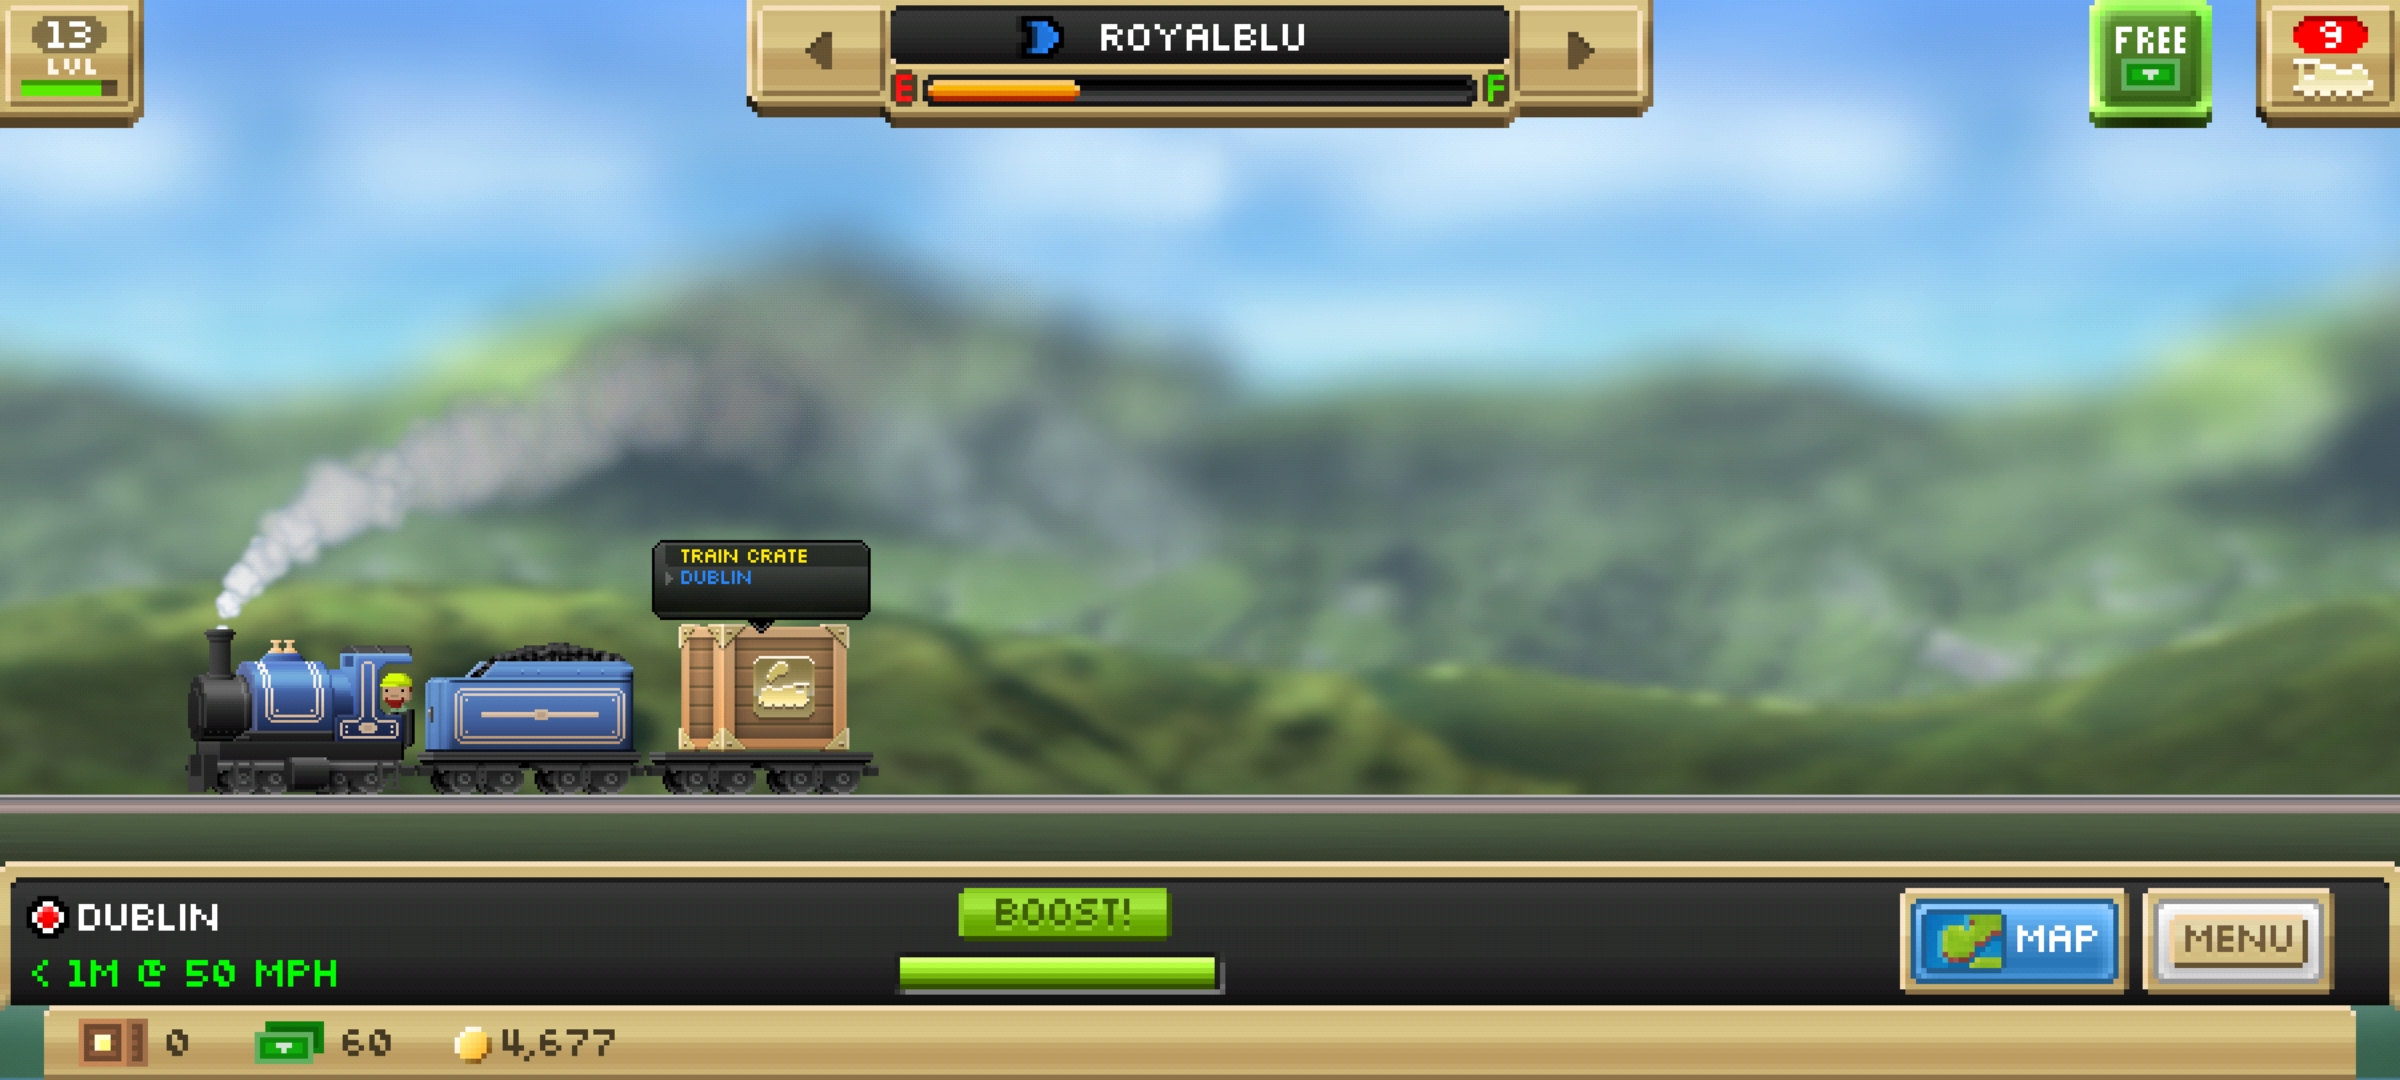 13
LVL
ROYALBLU
E F
FREE
9
TRAIN CRATE
DUBLIN
DUBLIN
< 1M @ 50 MPH
BOOST!
MAP
MENU
0 60 4,677